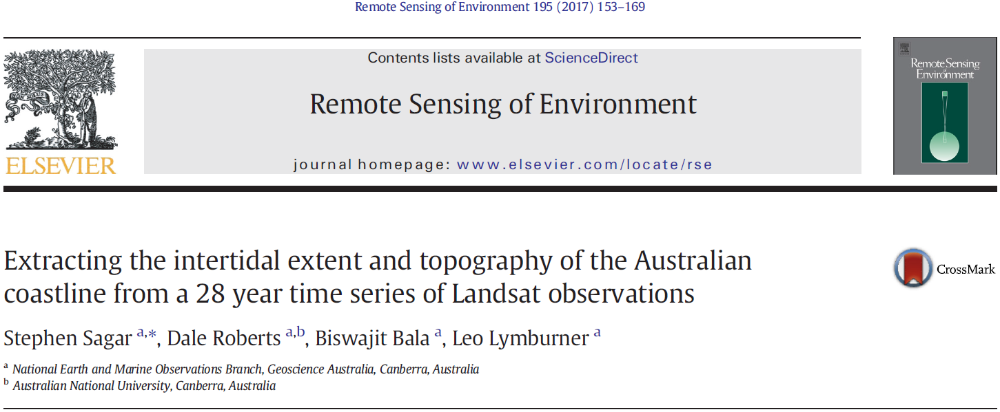 Remote Sensing of Environment 195 (2017) 153–169
Contents lists available at ScienceDirect
Remote Sensing of Environment
journal homepage: www.elsevier.com/locate/rse
NON SOLUS
ELSEVIER
Remote Sensing
of
Environment
Extracting the intertidal extent and topography of the Australian
coastline from a 28 year time series of Landsat observations
CrossMark
Stephen Sagar a,*, Dale Roberts a,b, Biswajit Bala a, Leo Lymburner a
a National Earth and Marine Observations Branch, Geoscience Australia, Canberra, Australia
b Australian National University, Canberra, Australia